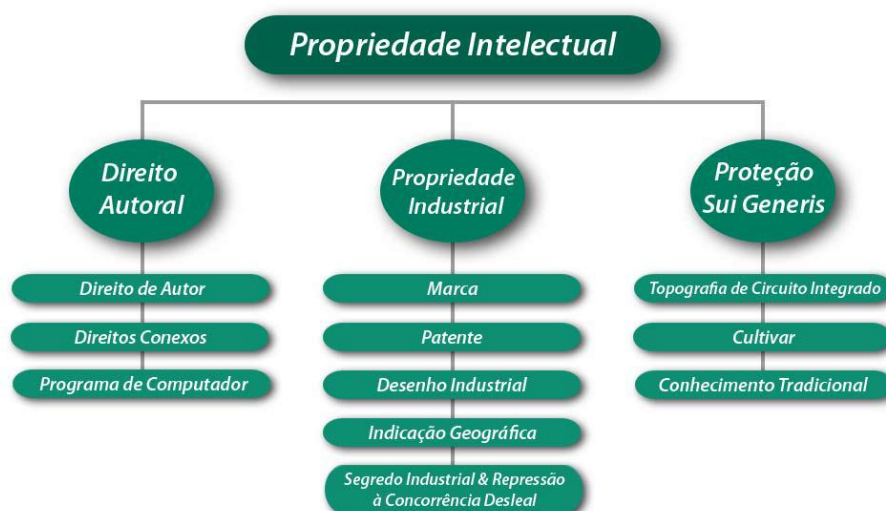 Propriedade Intelectual
Direito
Autoral
Direito de Autor
Direitos Conexos
Programa de Computador
Propriedade
Industrial
Marca
Patente
Desenho Industrial
Indicação Geográfica
Segredo Industrial & Repressão
à Concorrência Desleal
Proteção
Sui Generis
Topografia de Circuito Integrado
Cultivar
Conhecimento Tradicional